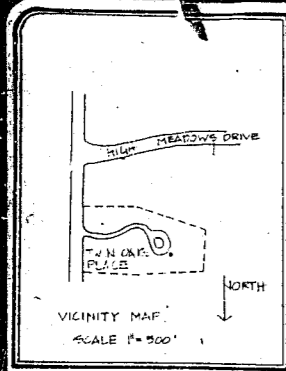 HIGH MEADOWS DRIVE
TWIN OAKS
PLACE
NORTH
VICINITY MAP
SCALE 1"=500'